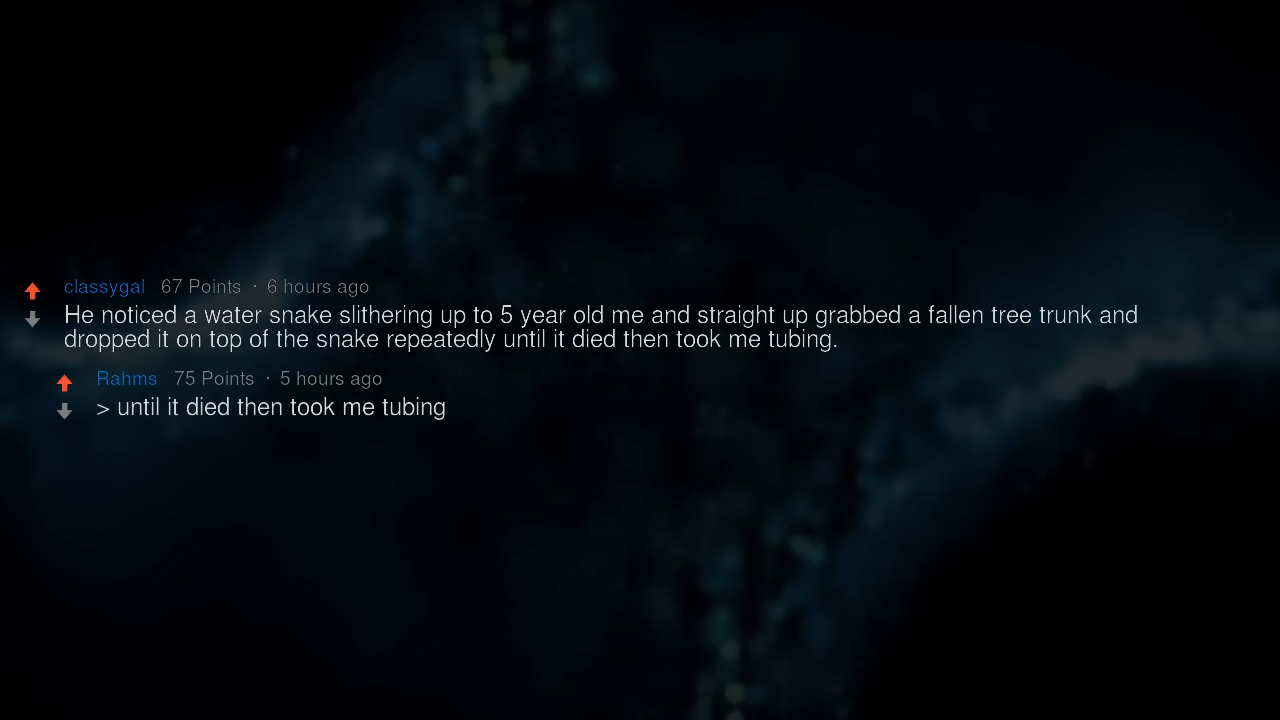 classygal 67 Points · 6 hours ago
He noticed a water snake slithering up to 5 year old me and straight up grabbed a fallen tree trunk and
dropped it on top of the snake repeatedly until it died then took me tubing.
Rahms 75 Points · 5 hours ago
> until it died then took me tubing